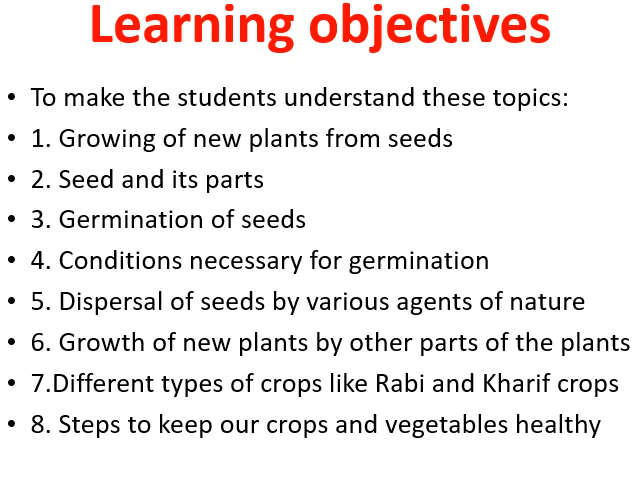 Learning objectives
• To make the students understand these topics:
• 1. Growing of new plants from seeds
• 2. Seed and its parts
• 3. Germination of seeds
• 4. Conditions necessary for germination
• 5. Dispersal of seeds by various agents of nature
• 6. Growth of new plants by other parts of the plants
• 7.Different types of crops like Rabi and Kharif crops
• 8. Steps to keep our crops and vegetables healthy